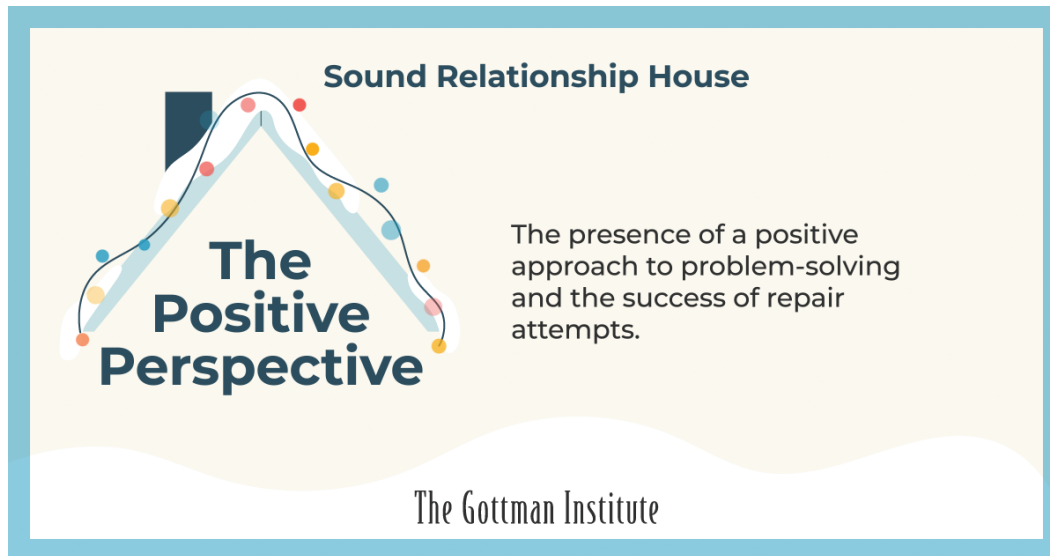 Sound Relationship House
The
Positive
Perspective
The presence of a positive
approach to problem-solving
and the success of repair
attempts.
The Gottman Institute